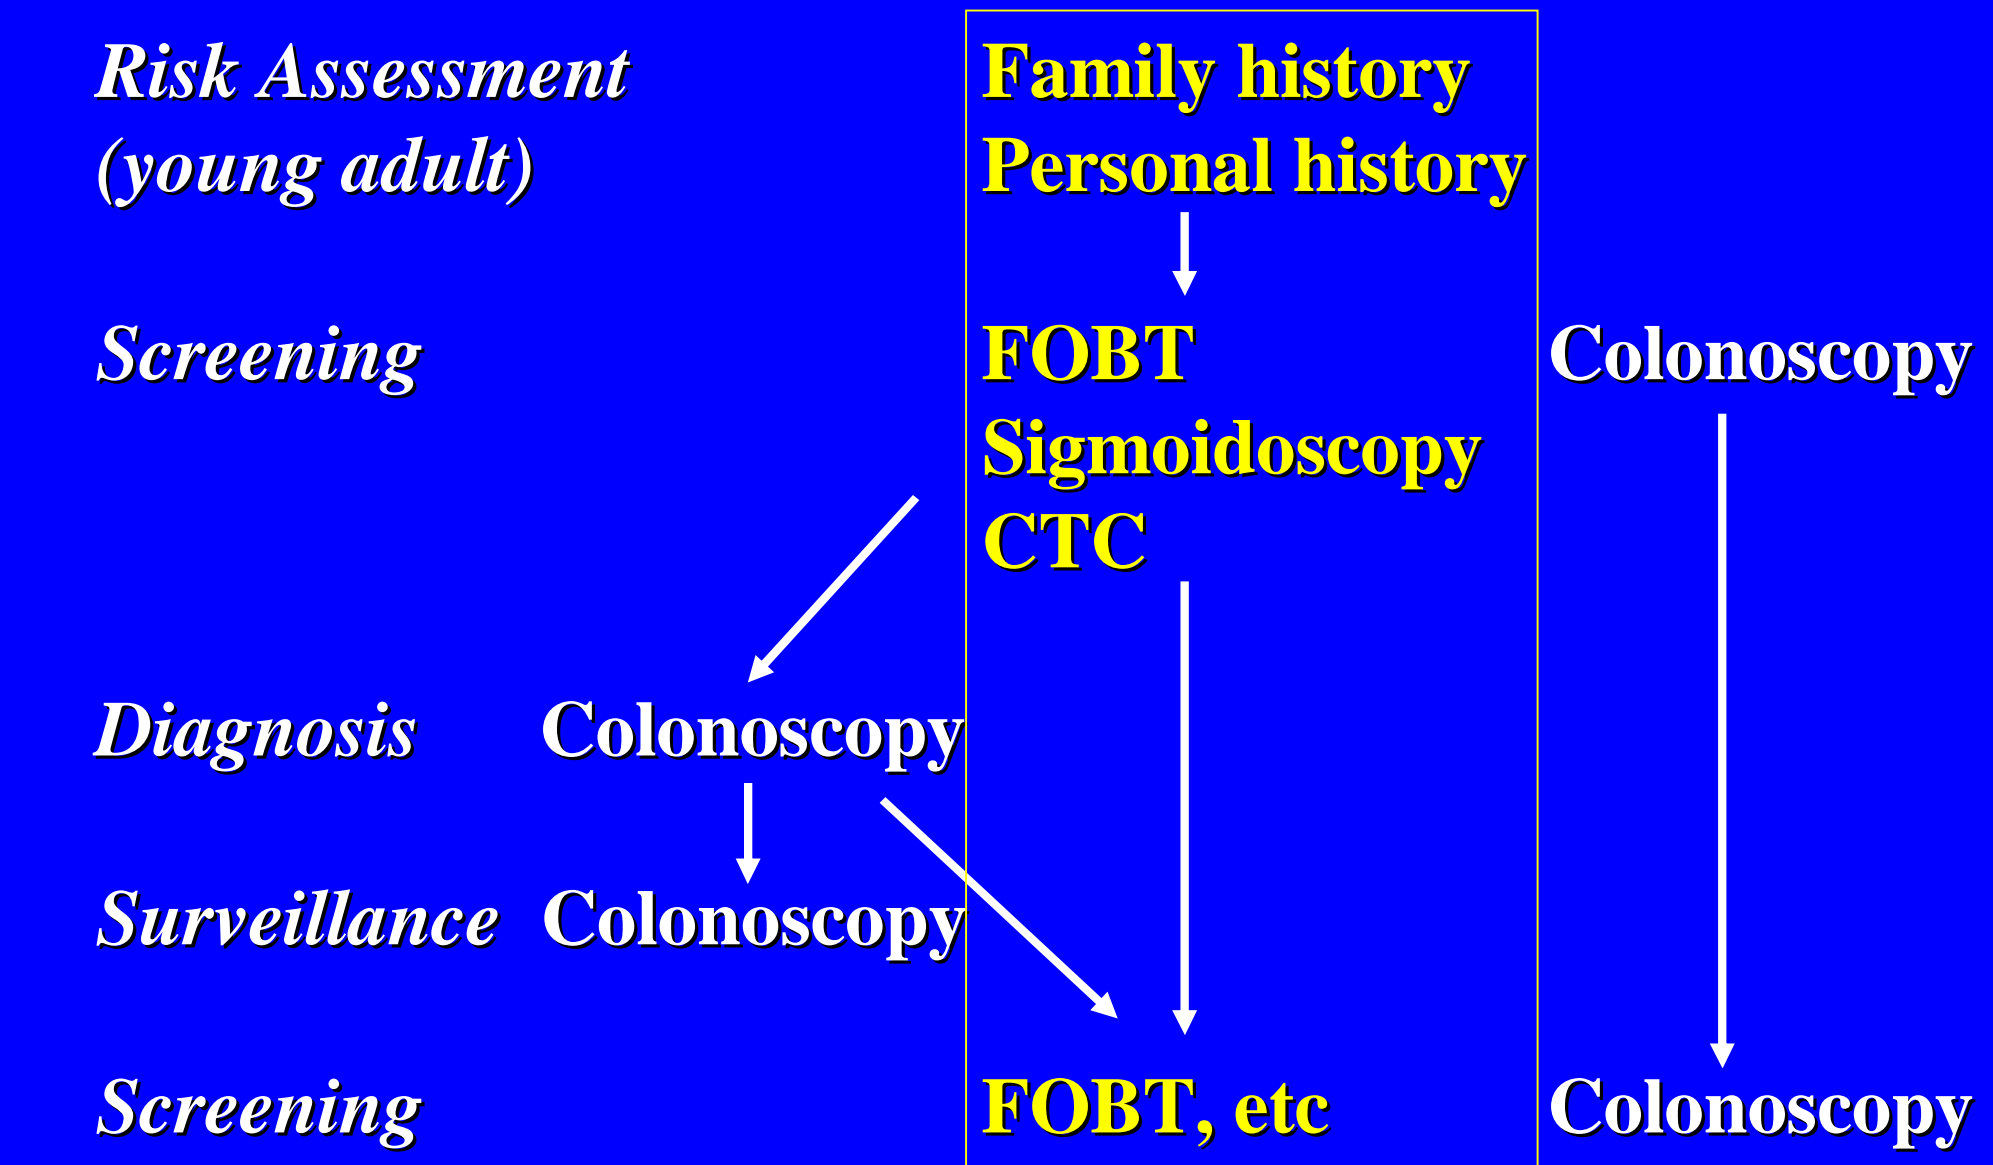 Risk Assessment Family history
(young adult) Personal history
Screening FOBT Colonoscopy
Sigmoidoscopy
CTC
Diagnosis Colonoscopy
Surveillance Colonoscopy
Screening FOBT, etc Colonoscopy